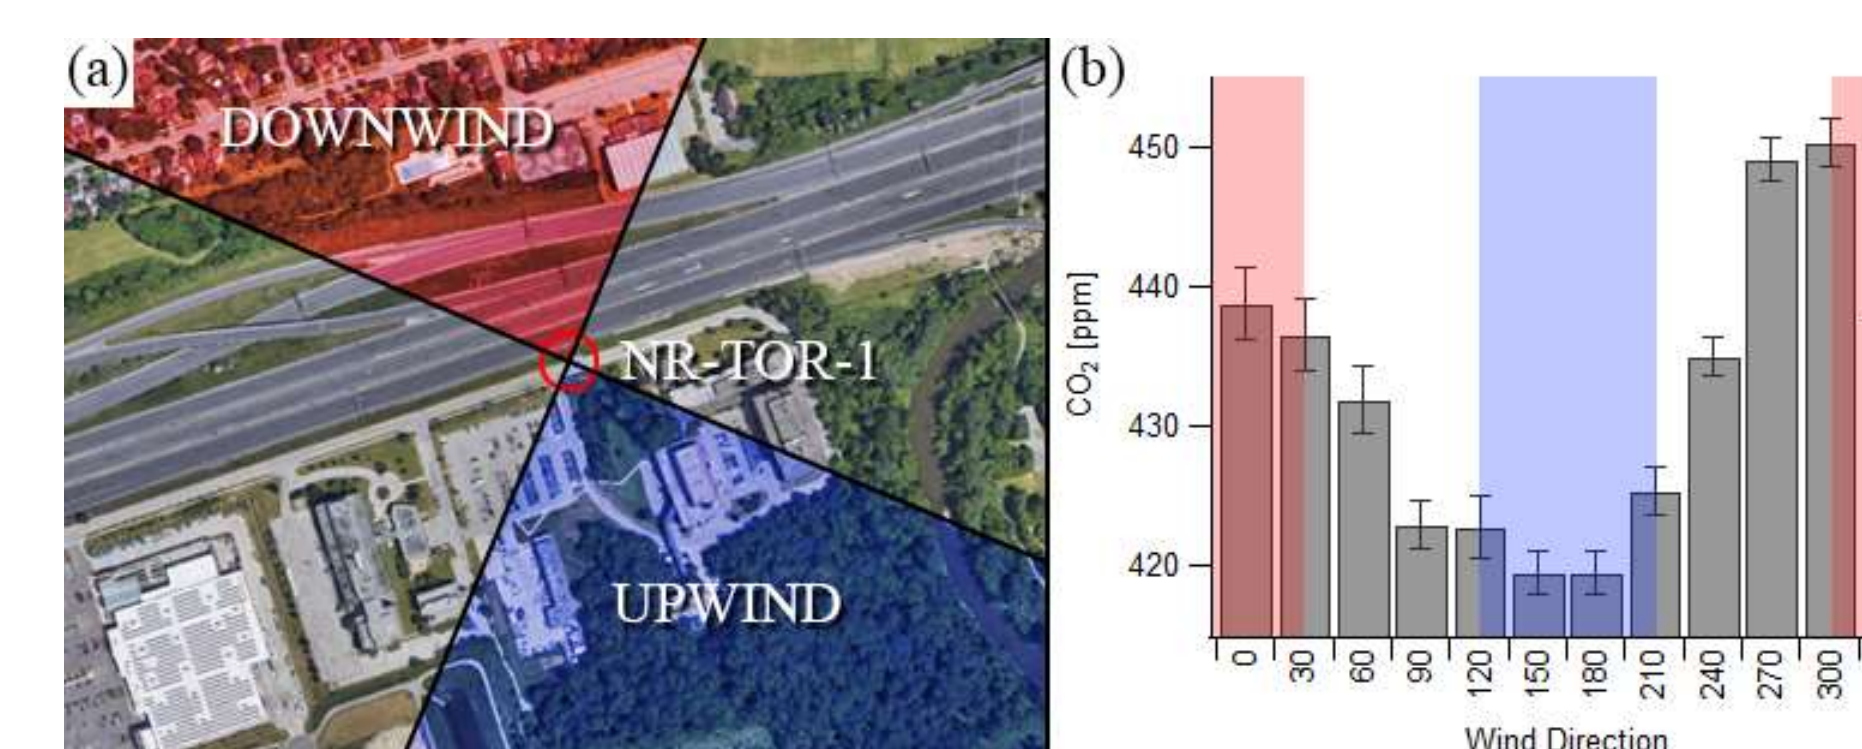 (a)
DOWNWIND
NR-TOR-1
UPWIND
(b)
CO₂ [ppm]
450
440
430
420
0 30 60 90 120 150 180 210 240 270 300
Wind Direction